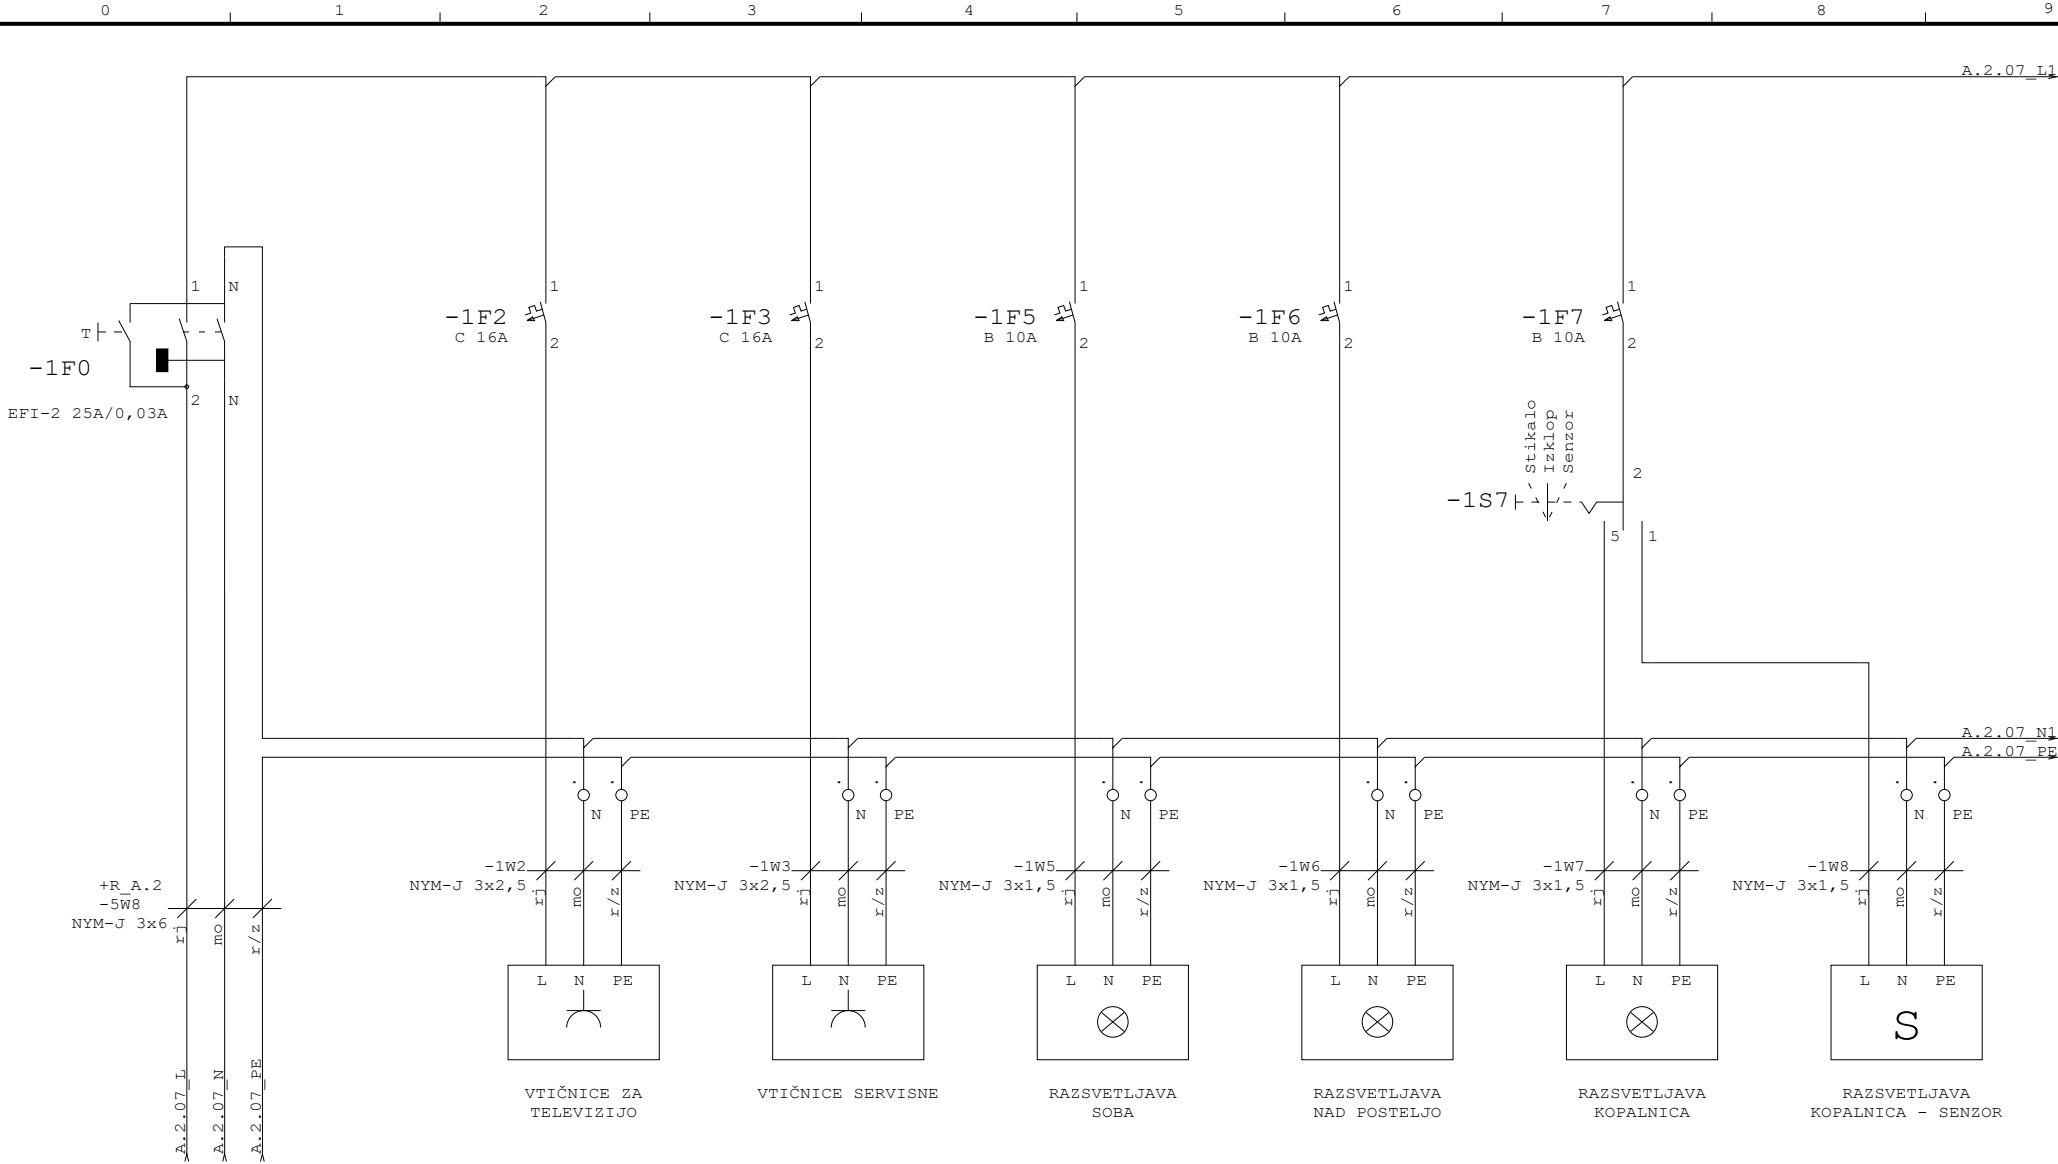 0 1 2 3 4 5 6 7 8 9
A.2.07_L1
1 N
1
1
1
1
1
T
-1F0
2 N
EFI-2 25A/0,03A
-1F2
C 16A
2
-1F3
C 16A
2
-1F5
B 10A
2
-1F6
B 10A
2
-1F7
B 10A
2
Stikalo
Izklop
Senzor
2
-1S7
5 1
A.2.07_N1
A.2.07_PE
N PE
N PE
N PE
N PE
N PE
N PE
+R_A.2
-5W8
NYM-J 3x6
rj mo r/z
-1W2
NYM-J 3x2,5
rj mo r/z
-1W3
NYM-J 3x2,5
rj mo r/z
-1W5
NYM-J 3x1,5
rj mo r/z
-1W6
NYM-J 3x1,5
rj mo r/z
-1W7
NYM-J 3x1,5
rj mo r/z
-1W8
NYM-J 3x1,5
rj mo r/z
L N PE
L N PE
L N PE
L N PE
L N PE
L N PE
S
A.2.07_L
A.2.07_N
A.2.07_PE
VTIČNICE ZA
TELEVIZIJO
VTIČNICE SERVISNE
RAZSVETLJAVA
SOBA
RAZSVETLJAVA
NAD POSTELJO
RAZSVETLJAVA
KOPALNICA
RAZSVETLJAVA
KOPALNICA - SENZOR